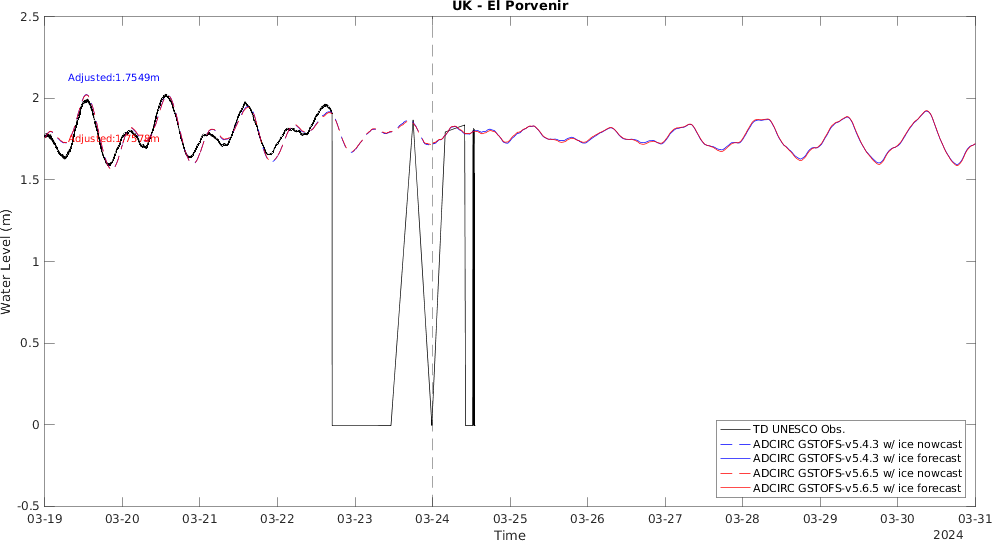 UK - El Porvenir
Water Level (m)
2.5
2
1.5
1
0.5
0
-0.5
Adjusted:1.7549m
03-19
03-20
03-21
03-22
03-23
03-24
03-25
03-26
03-27
03-28
03-29
03-30
03-31
Time
2024
TD UNESCO Obs.
ADCIRC GSTOFS-v5.4.3 w/ ice nowcast
ADCIRC GSTOFS-v5.4.3 w/ ice forecast
ADCIRC GSTOFS-v5.6.5 w/ ice nowcast
ADCIRC GSTOFS-v5.6.5 w/ ice forecast